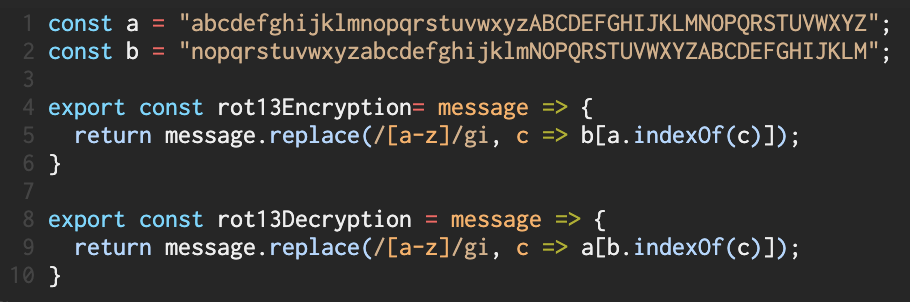 1 const a = "abcdefghijklmnopqrstuvwxyzABCDEFGHIJKLMNOPQRSTUVWXYZ";
2 const b = "nopqrstuvwxyzabcdefghijklmNOPQRSTUVWXYZABCDEFGHIJKLM";
3
4 export const rot13Encryption= message => {
5   return message.replace(/[a-z]/gi, c => b[a.indexOf(c)]);
6 }
7
8 export const rot13Decryption = message => {
9   return message.replace(/[a-z]/gi, c => a[b.indexOf(c)]);
10 }